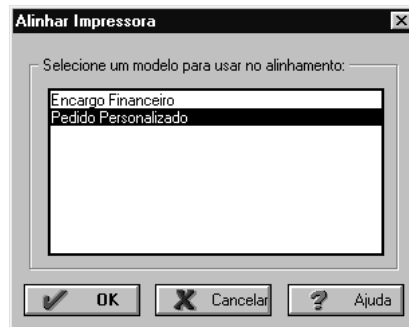 Alinhar Impressora
Selecione um modelo para usar no alinhamento:
Encargo Financeiro
Pedido Personalizado
OK Cancelar Ajuda